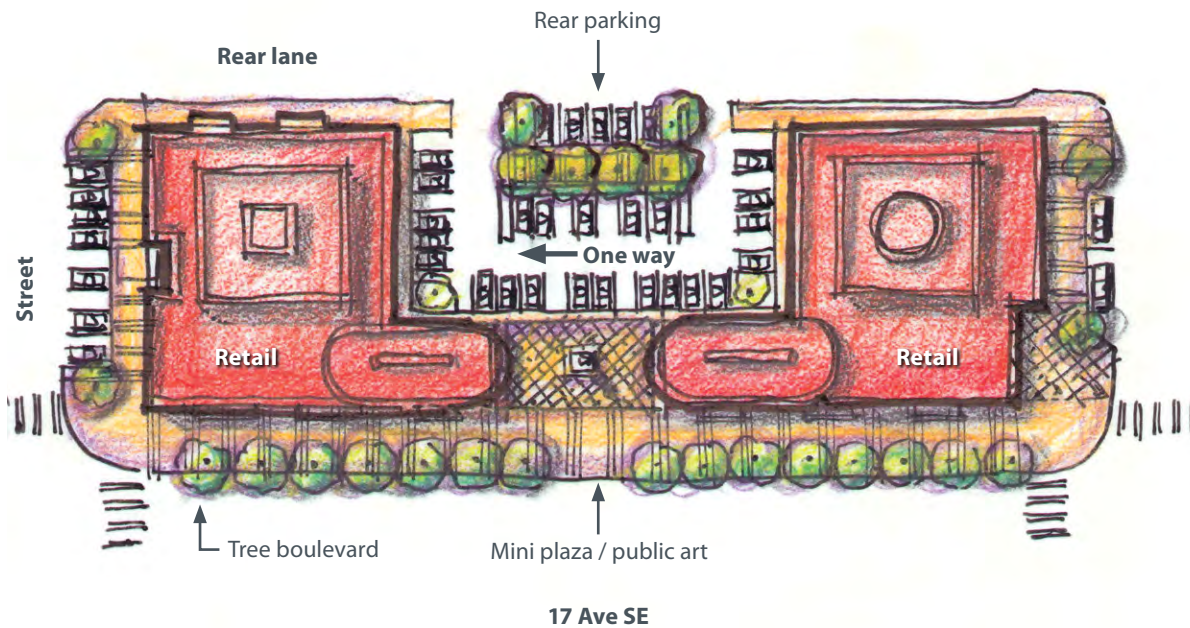 Rear parking
Rear lane
One way
Street
Retail
Retail
Tree boulevard
Mini plaza / public art
17 Ave SE